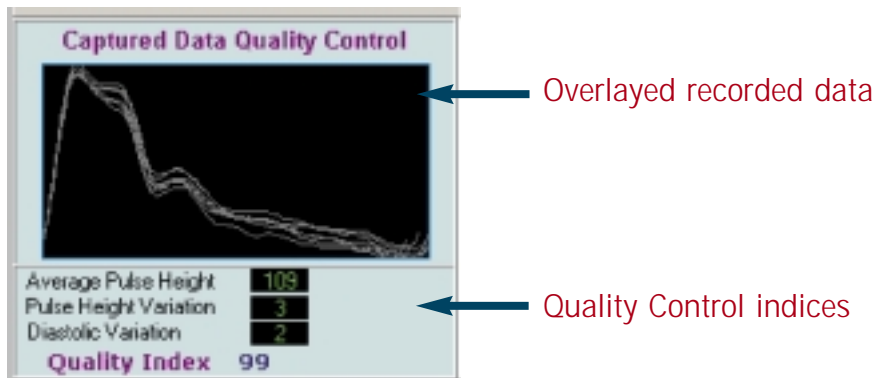 Captured Data Quality Control
Overlayed recorded data
Average Pulse Height 109
Pulse Height Variation 3
Diastolic Variation 2
Quality Index 99
Quality Control indices